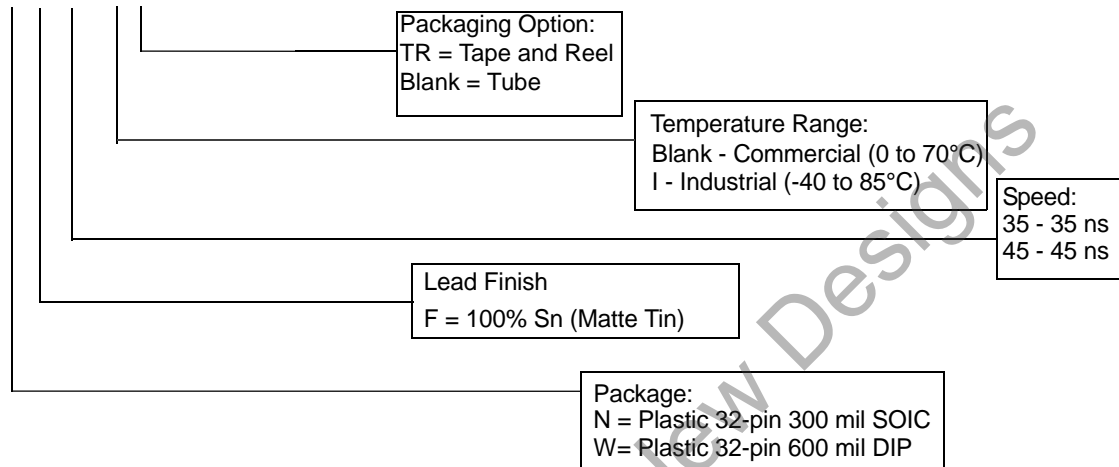 Packaging Option:
TR = Tape and Reel
Blank = Tube
Temperature Range:
Blank - Commercial (0 to 70°C)
I - Industrial (-40 to 85°C)
Speed:
35 - 35 ns
45 - 45 ns
Lead Finish
F = 100% Sn (Matte Tin)
Package:
N = Plastic 32-pin 300 mil SOIC
W= Plastic 32-pin 600 mil DIP
Designs